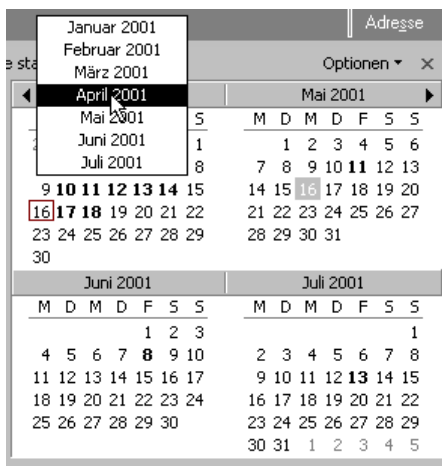 Adresse
Januar 2001
Februar 2001
März 2001
April 2001
Mai 2001
Juni 2001
Juli 2001
e sta
Optionen
Mai 2001
S M D M D F S S
1 1 2 3 4 5 6
8 7 8 9 10 11 12 13
9 10 11 12 13 14 15 14 15 16 17 18 19 20
16 17 18 19 20 21 22 21 22 23 24 25 26 27
23 24 25 26 27 28 29 28 29 30 31
30
Juni 2001 Juli 2001
M D M D F S S M D M D F S S
1 2 3 1
4 5 6 7 8 9 10 2 3 4 5 6 7 8
11 12 13 14 15 16 17 9 10 11 12 13 14 15
18 19 20 21 22 23 24 16 17 18 19 20 21 22
25 26 27 28 29 30 23 24 25 26 27 28 29
30 31 1 2 3 4 5